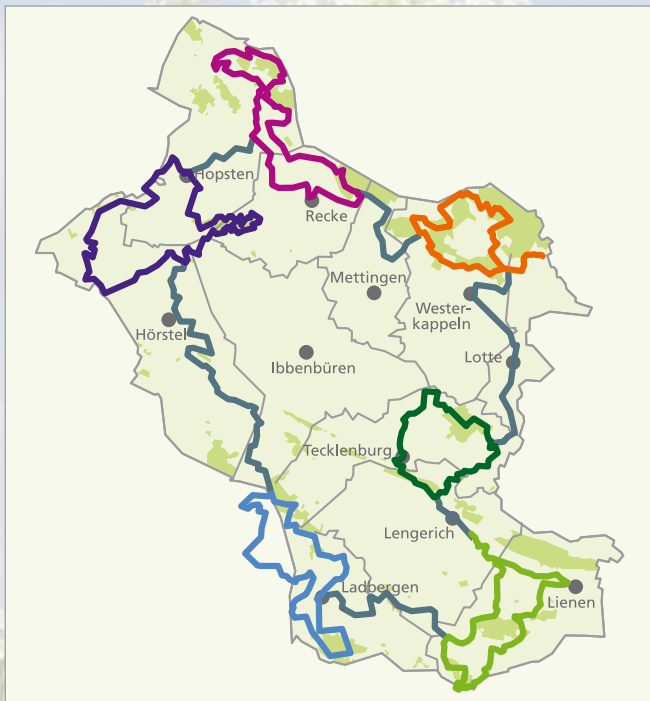 Hopsten
Recke
Mettingen
Wester-
kappeln
Hörstel
Lotte
Ibbenbüren
Tecklenburg
Lengerich
Ladbergen
Lienen